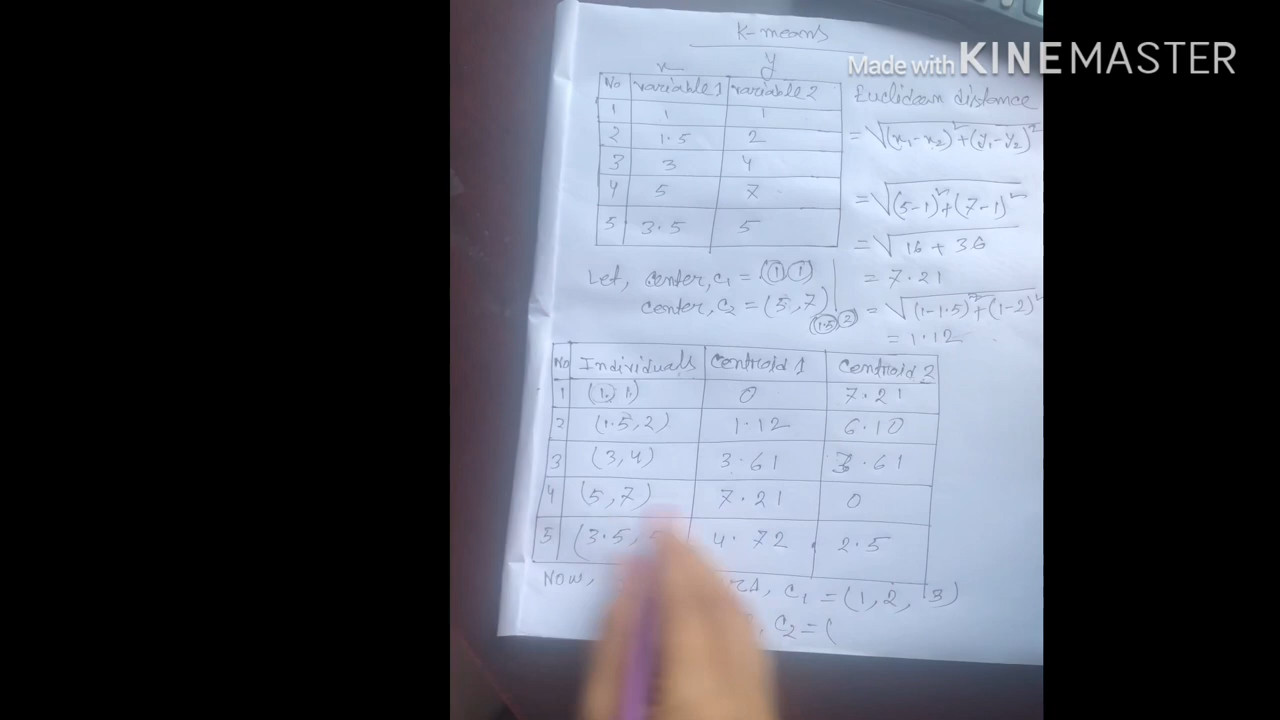 K-means
Made with KINEMASTER
x y
No variable 1 variable 2
1 1 1
2 1.5 2
3 3 4
4 5 7
5 3.5 5
Euclidean distance
= √(x₁-x₂)²+(y₁-y₂)²
= √(5-1)²+(7-1)²
= √16 + 36
= 7.21
= √(1-1.5)²+(1-2)²
= 1.12
Let, center, c₁ = (1) (1)
center, c₂ = (5,7)
(1.5) (2)
No Individuals Centroid 1 Centroid 2
1 (1, 1) 0 7.21
2 (1.5, 2) 1.12 6.10
3 (3, 4) 3.61 3.61
4 (5, 7) 7.21 0
5 (3.5, 5 4.72 2.5
Now, c₁ = (1, 2, 3)
, c₂ = (